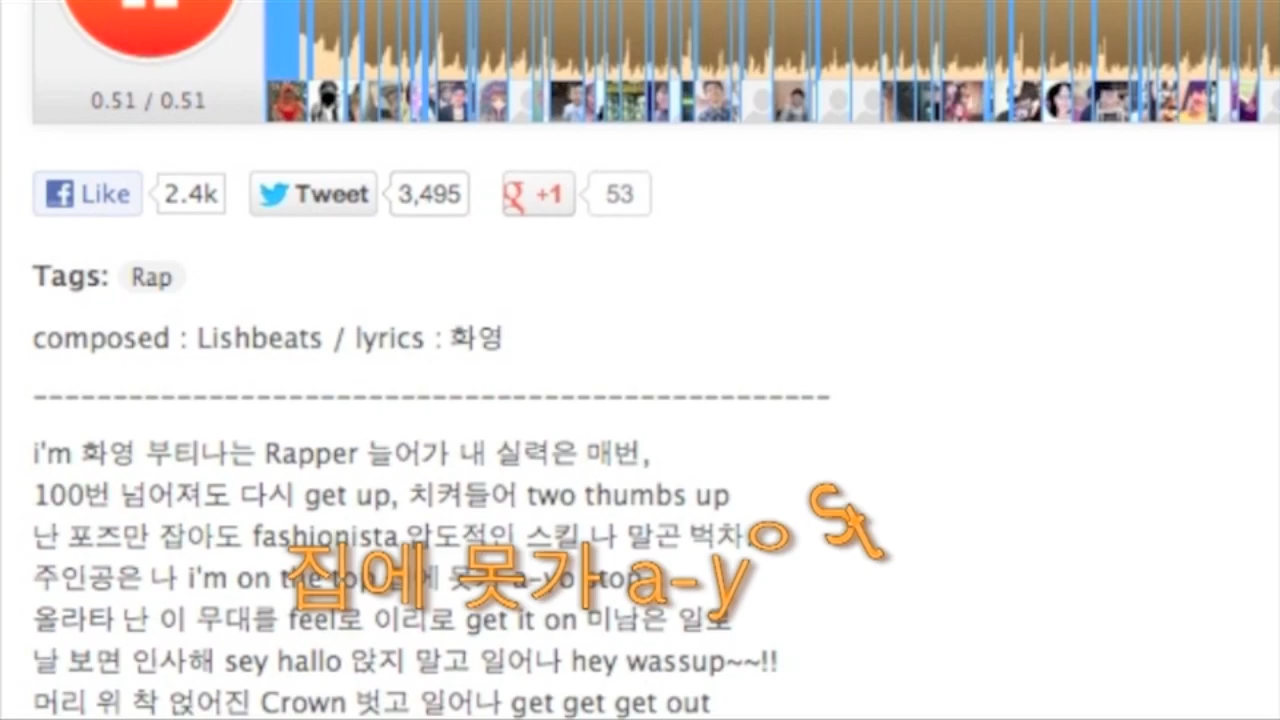 0.51 / 0.51
Like 2.4k Tweet 3,495 +1 53
Tags: Rap
composed : Lishbeats / lyrics : 화영
--------------------------------------------------
i'm 화영 부티나는 Rapper 늘어가 내 실력은 매번,
100번 넘어져도 다시 get up, 치켜들어 two thumbs up
난 포즈만 잡아도 fashionista 압도적인 스킬 나 말곤 벅차
주인공은 나 i'm on the top 집에 못가 a-yo stop
집에 못가 a-yo st
올라타 난 이 무대를 feel로 이리로 get it on 미남은 일로
날 보면 인사해 sey hallo 앉지 말고 일어나 hey wassup~~!!
머리 위 착 얹어진 Crown 벗고 일어나 get get get out